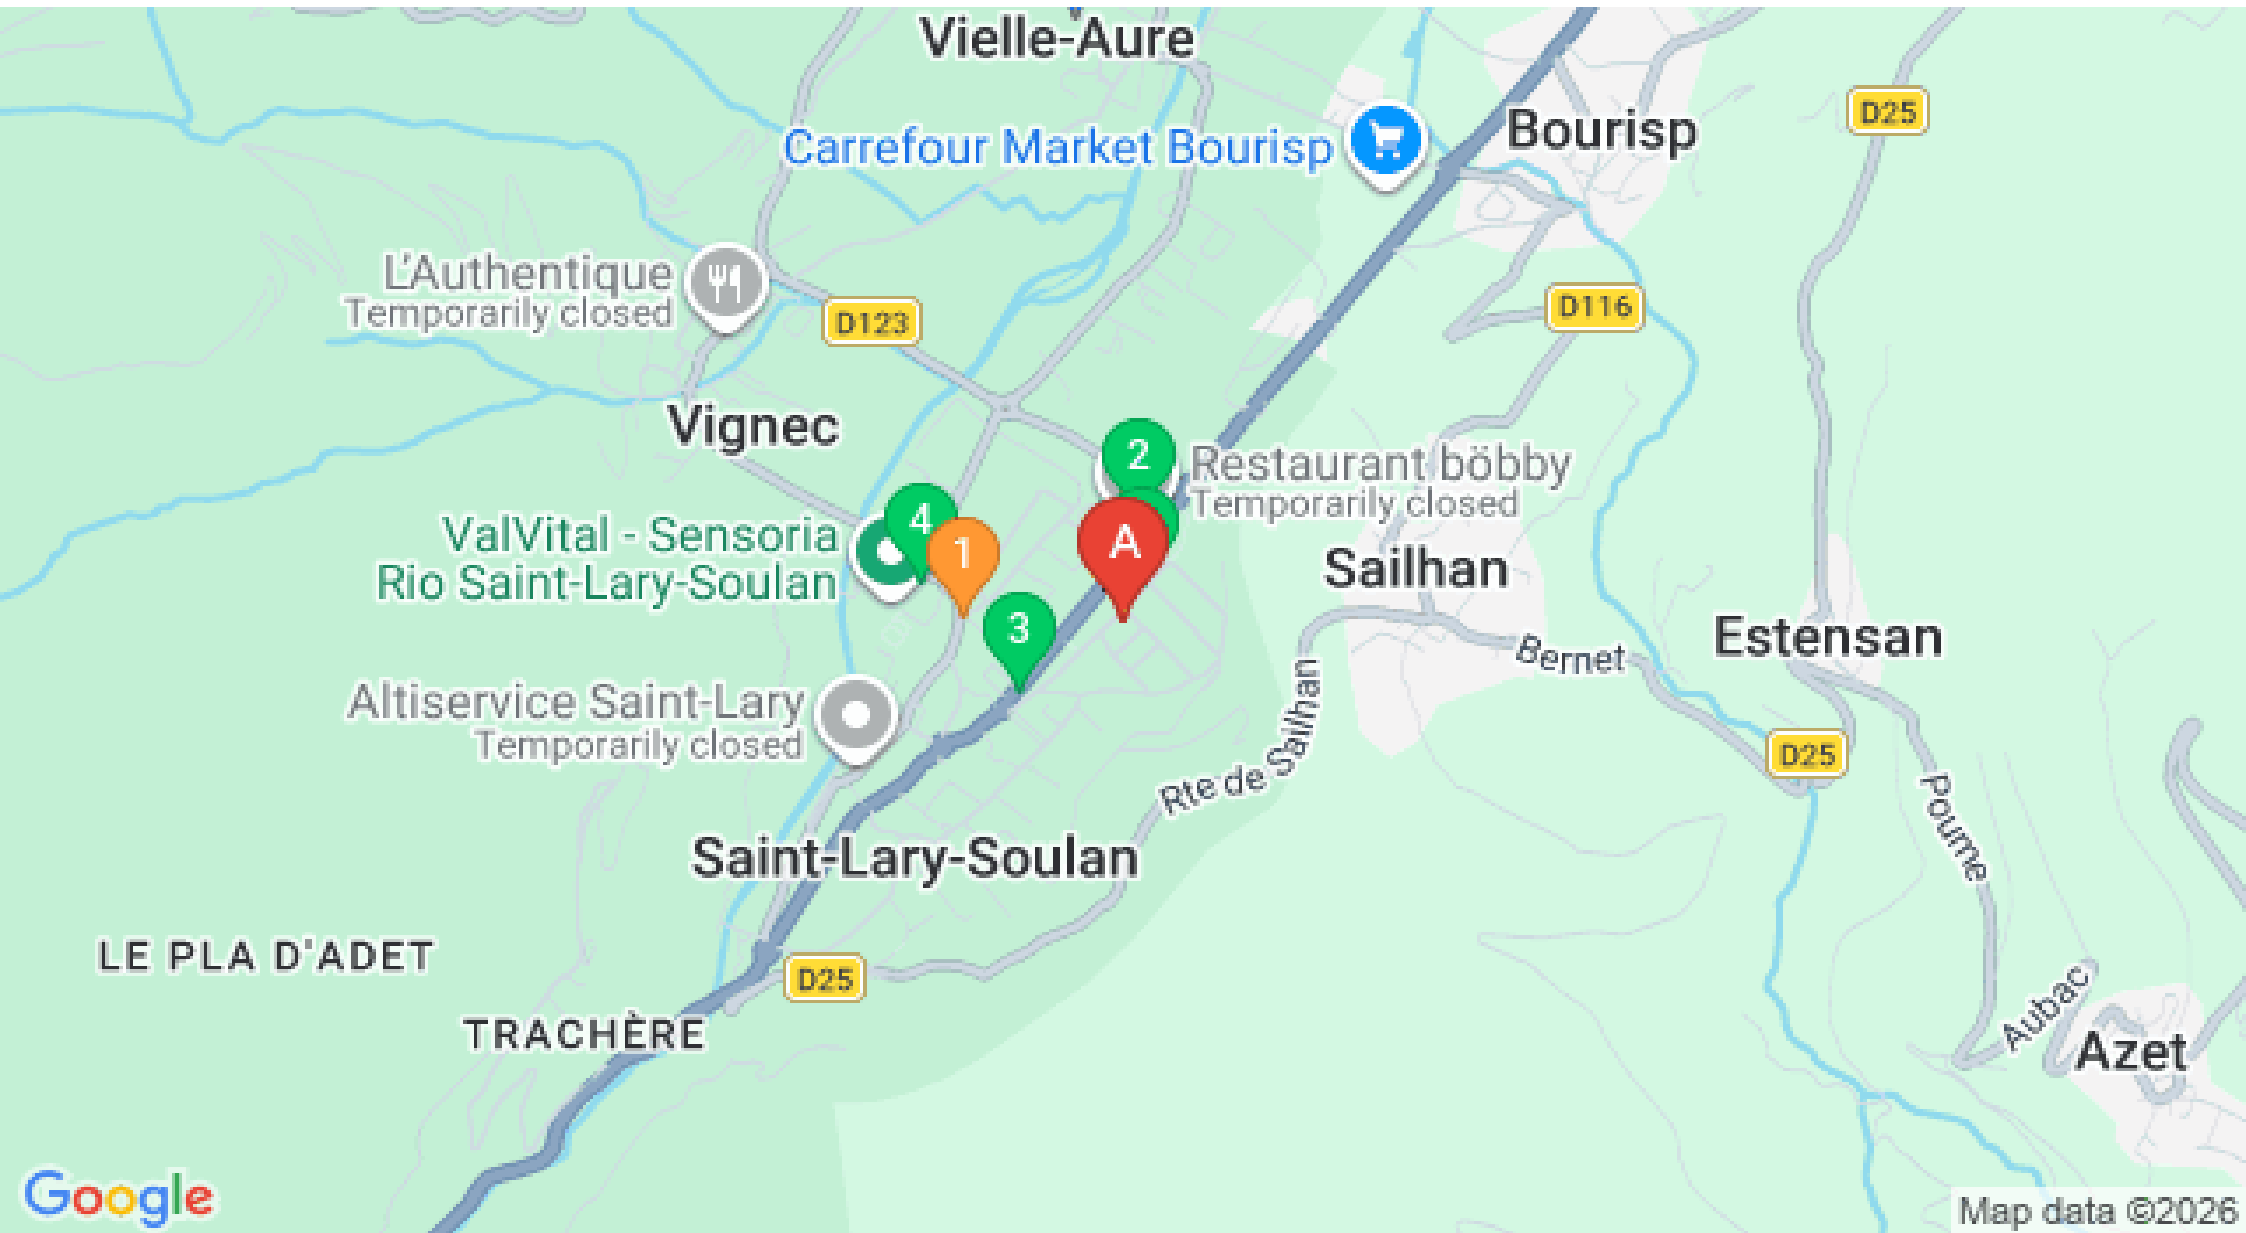 Vielle-Aure
Bourisp
D25
Carrefour Market Bourisp
L'Authentique
Temporarily closed
D123
D116
Vignec
2
Restaurant böbby
Temporarily closed
4
1
A
ValVital - Sensoria
Rio Saint-Lary-Soulan
Sailhan
3
Estensan
Bernet
Altiservice Saint-Lary
Temporarily closed
Rte de Sailhan
D25
Poume
Saint-Lary-Soulan
LE PLA D'ADET
D25
TRACHÈRE
Aubac
Azet
Google
Map data ©2026